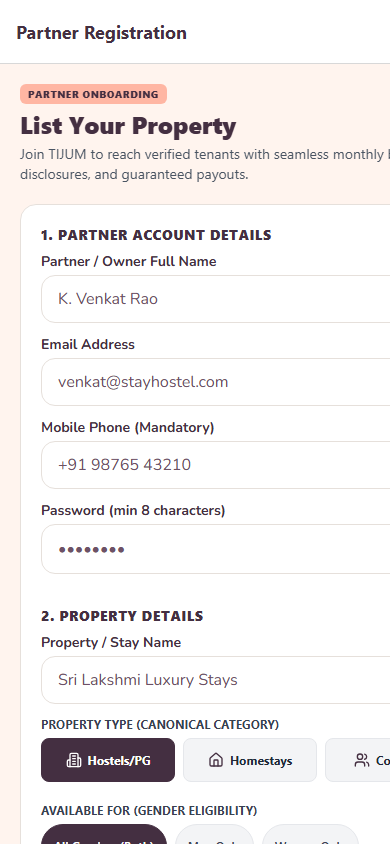 Partner Registration
PARTNER ONBOARDING
List Your Property
Join TIJUM to reach verified tenants with seamless monthly
disclosures, and guaranteed payouts.
1. PARTNER ACCOUNT DETAILS
Partner / Owner Full Name
K. Venkat Rao
Email Address
venkat@stayhostel.com
Mobile Phone (Mandatory)
+91 98765 43210
Password (min 8 characters)
••••••••
2. PROPERTY DETAILS
Property / Stay Name
Sri Lakshmi Luxury Stays
PROPERTY TYPE (CANONICAL CATEGORY)
Hostels/PG
Homestays
AVAILABLE FOR (GENDER ELIGIBILITY)